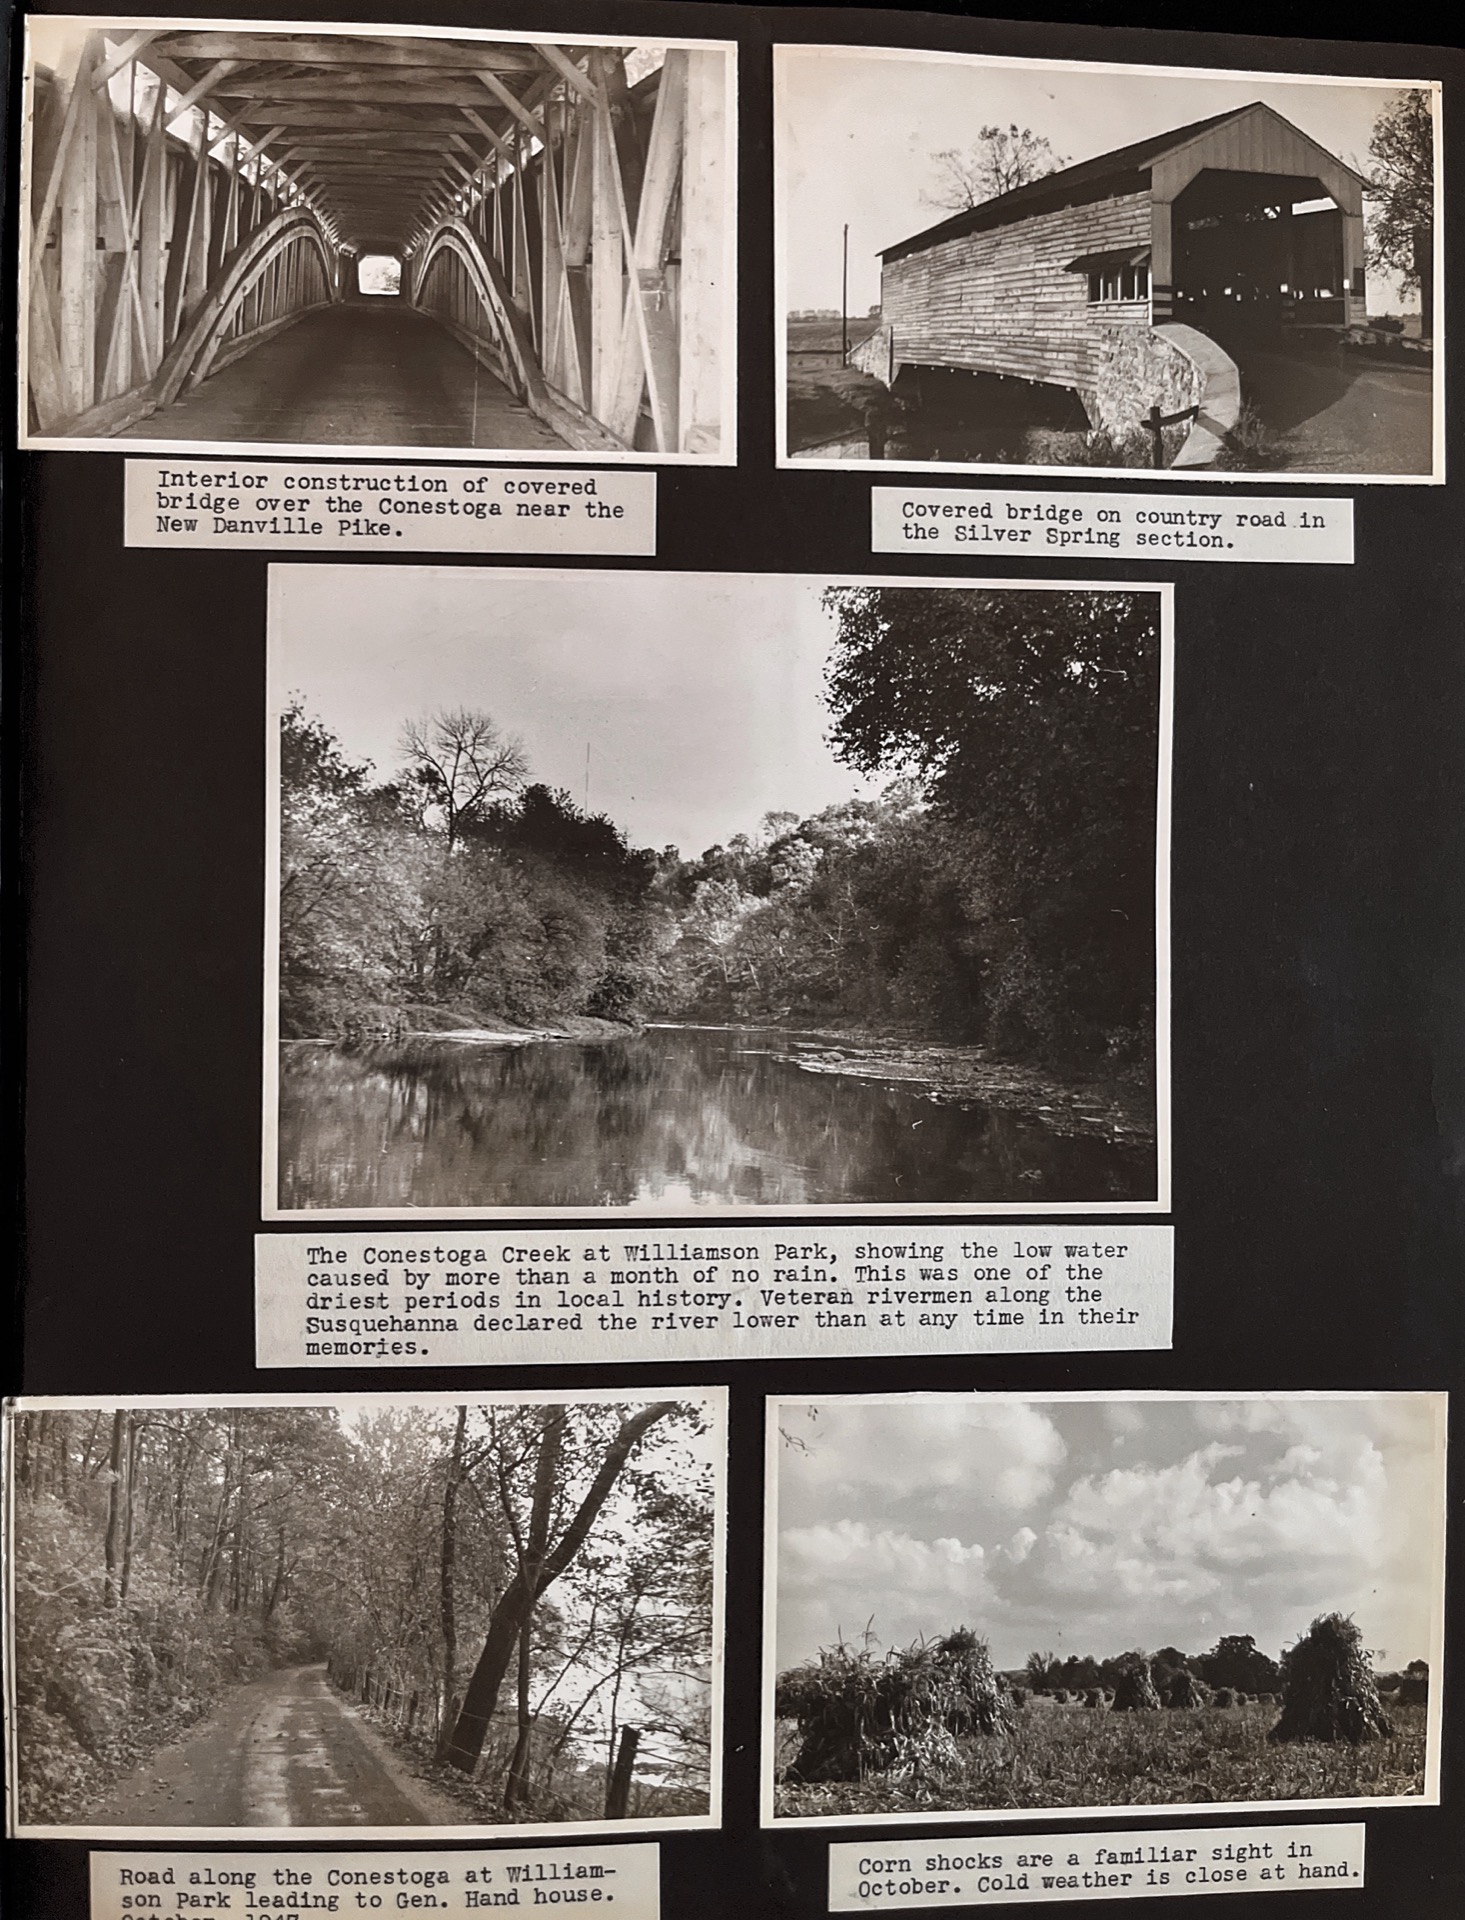 Interior construction of covered
bridge over the Conestoga near the
New Danville Pike.
Covered bridge on country road in
the Silver Spring section.
The Conestoga Creek at Williamson Park, showing the low water
caused by more than a month of no rain. This was one of the
driest periods in local history. Veteran rivermen along the
Susquehanna declared the river lower than at any time in their
memories.
Road along the Conestoga at William-
son Park leading to Gen. Hand house.
October, 1947
Corn shocks are a familiar sight in
October. Cold weather is close at hand.